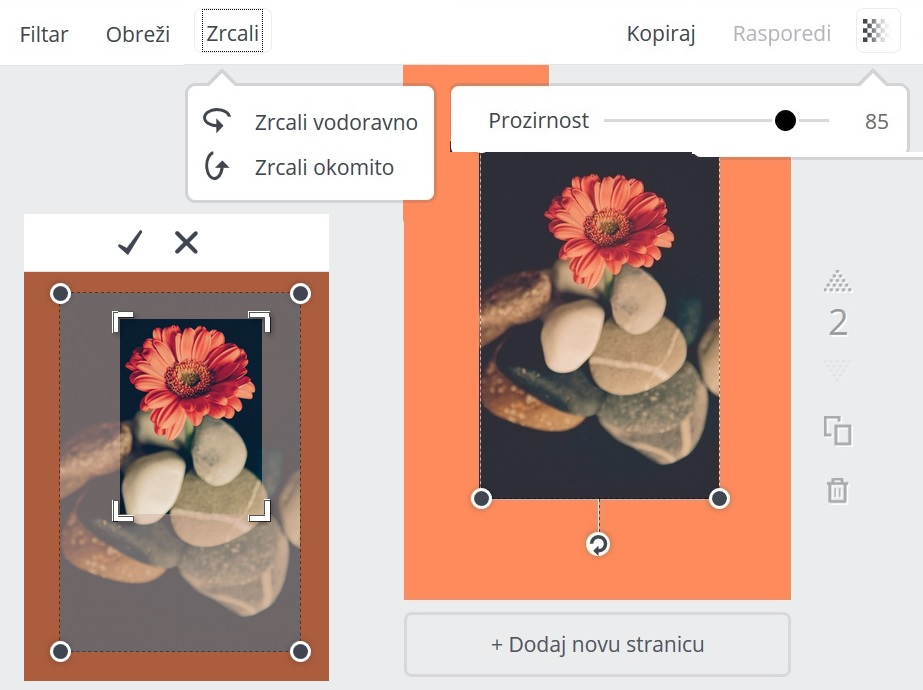 Filtar Obreži Zrcali Kopiraj Rasporedi
Zrcali vodoravno
Zrcali okomito
Prozirnost 85
2
+ Dodaj novu stranicu